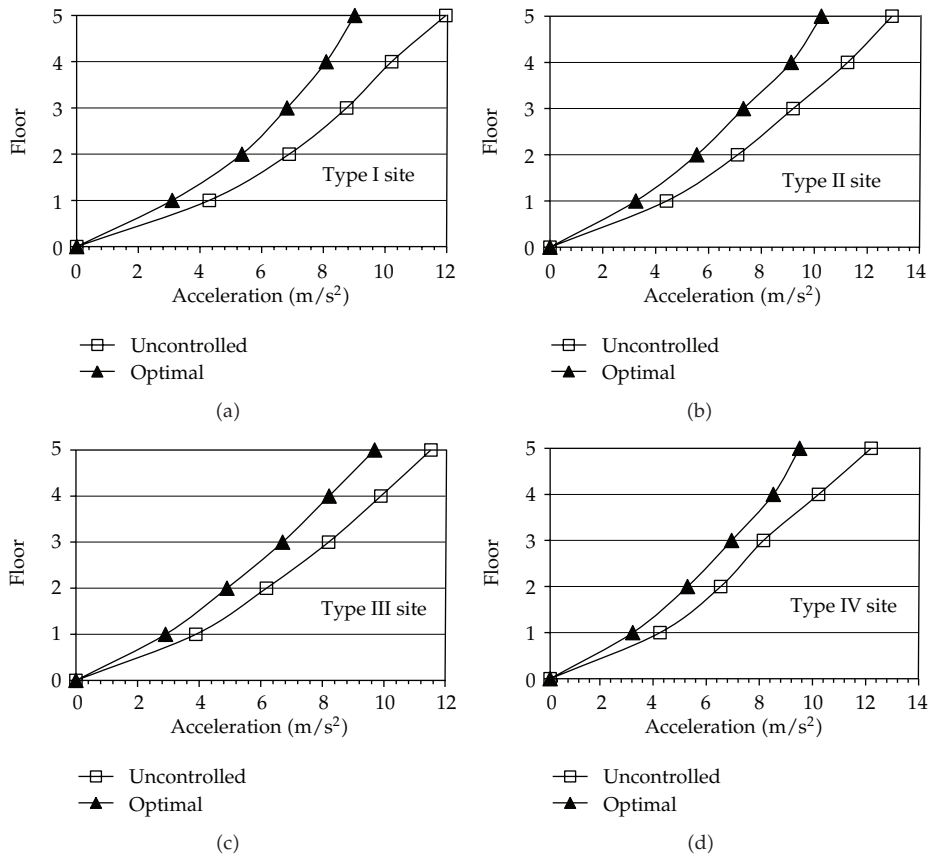 5
4
3
2
1
0
Floor
Type I site
0 2 4 6 8 10 12
Acceleration (m/s²)
Uncontrolled
Optimal
(a)
5
4
3
2
1
0
Floor
Type II site
0 2 4 6 8 10 12 14
Acceleration (m/s²)
Uncontrolled
Optimal
(b)
5
4
3
2
1
0
Floor
Type III site
0 2 4 6 8 10 12
Acceleration (m/s²)
Uncontrolled
Optimal
(c)
5
4
3
2
1
0
Floor
Type IV site
0 2 4 6 8 10 12 14
Acceleration (m/s²)
Uncontrolled
Optimal
(d)